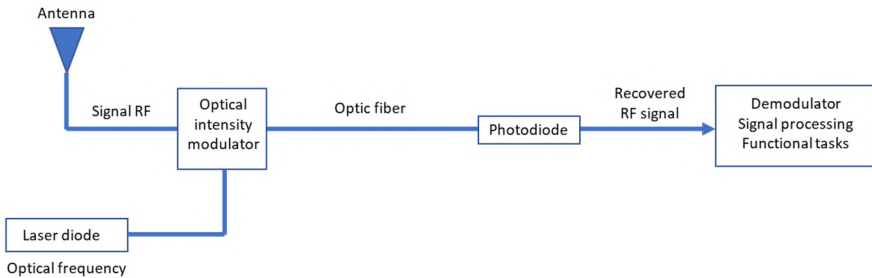 Antenna
Signal RF
Optical
intensity
modulator
Optic fiber
Photodiode
Recovered
RF signal
Demodulator
Signal processing
Functional tasks
Laser diode
Optical frequency